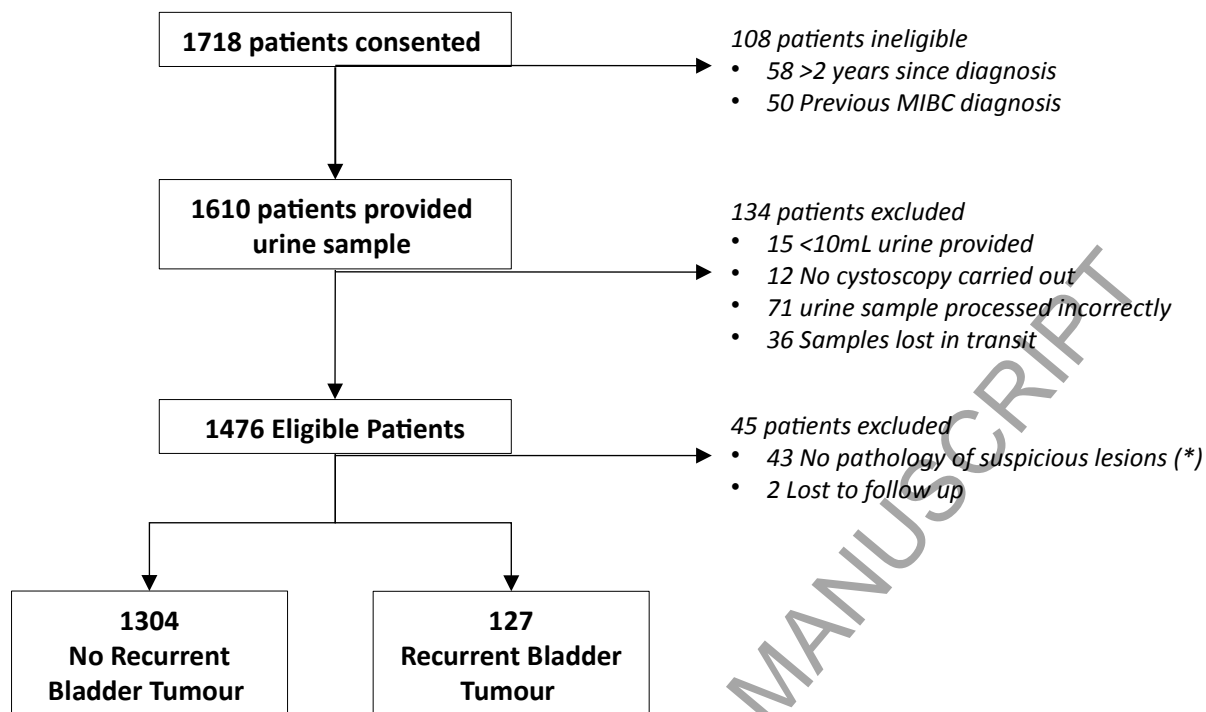 1718 patients consented
108 patients ineligible
• 58 >2 years since diagnosis
• 50 Previous MIBC diagnosis
1610 patients provided
urine sample
134 patients excluded
• 15 <10mL urine provided
• 12 No cystoscopy carried out
• 71 urine sample processed incorrectly
• 36 Samples lost in transit
1476 Eligible Patients
45 patients excluded
• 43 No pathology of suspicious lesions (*)
• 2 Lost to follow up
1304
No Recurrent
Bladder Tumour
127
Recurrent Bladder
Tumour
MANUSCRIPT